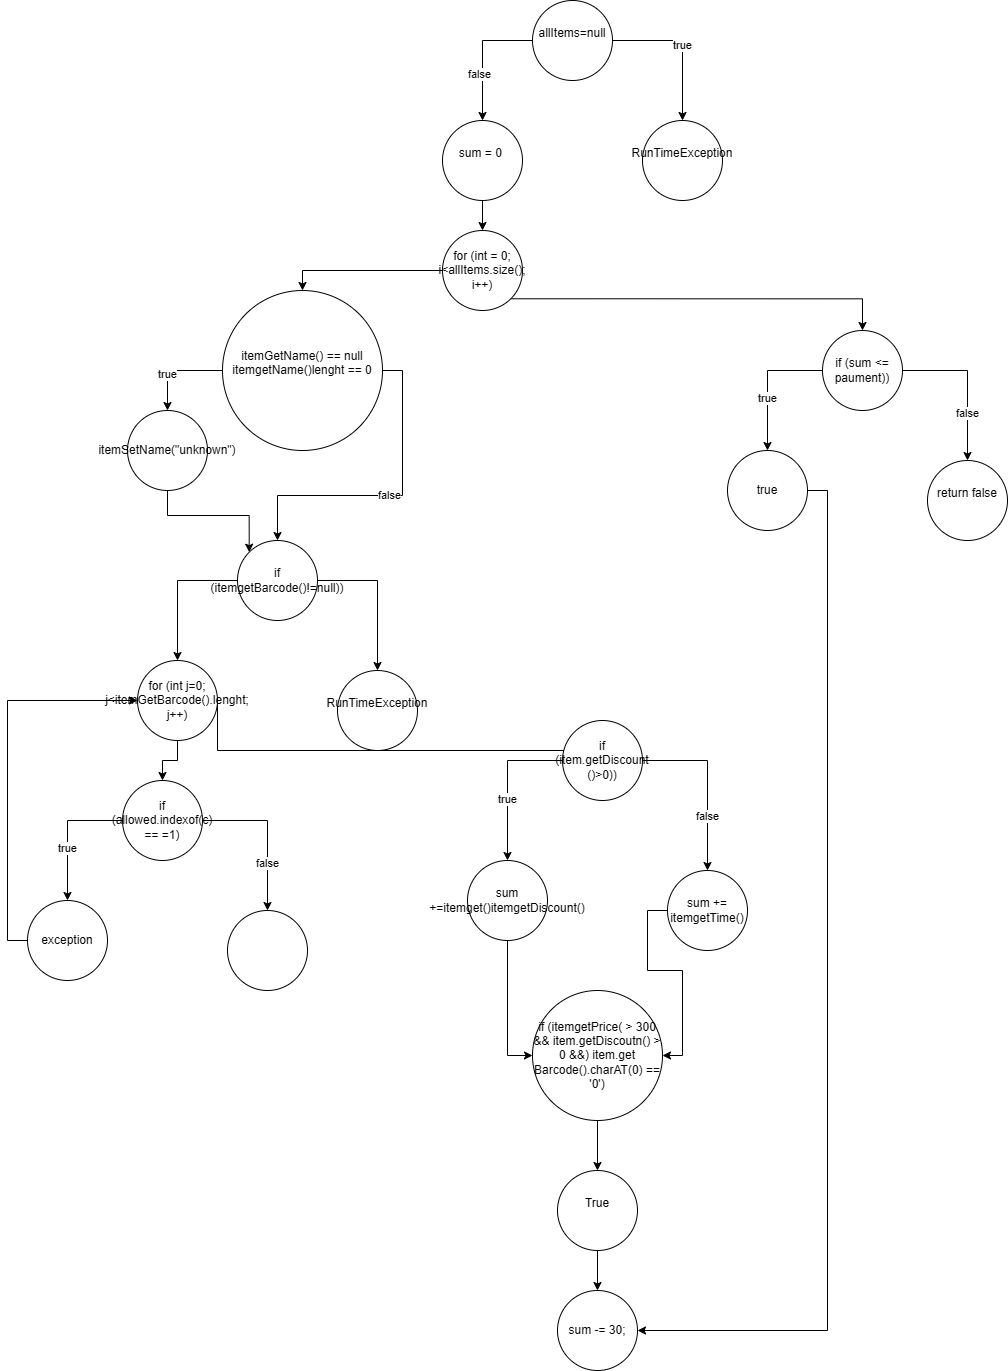 allItems=null
true
false
sum = 0
RunTimeException
for (int = 0;
i<allItems.size();
i++)
itemGetName() == null
itemgetName()lenght == 0
if (sum <=
paument))
true
true
false
itemSetName("unknown")
false
true
return false
if
(itemgetBarcode()!=null))
for (int j=0;
j<itemGetBarcode().lenght;
j++)
RunTimeException
if
(item.getDiscount
()>0))
true
false
if
(allowed.indexof(c)
== =1)
true
false
sum
+=itemget()itemgetDiscount()
sum +=
itemgetTime()
exception
if (itemgetPrice( > 300
&& item.getDiscoutn() >
0 &&) item.get
Barcode().charAT(0) ==
'0')
True
sum -= 30;